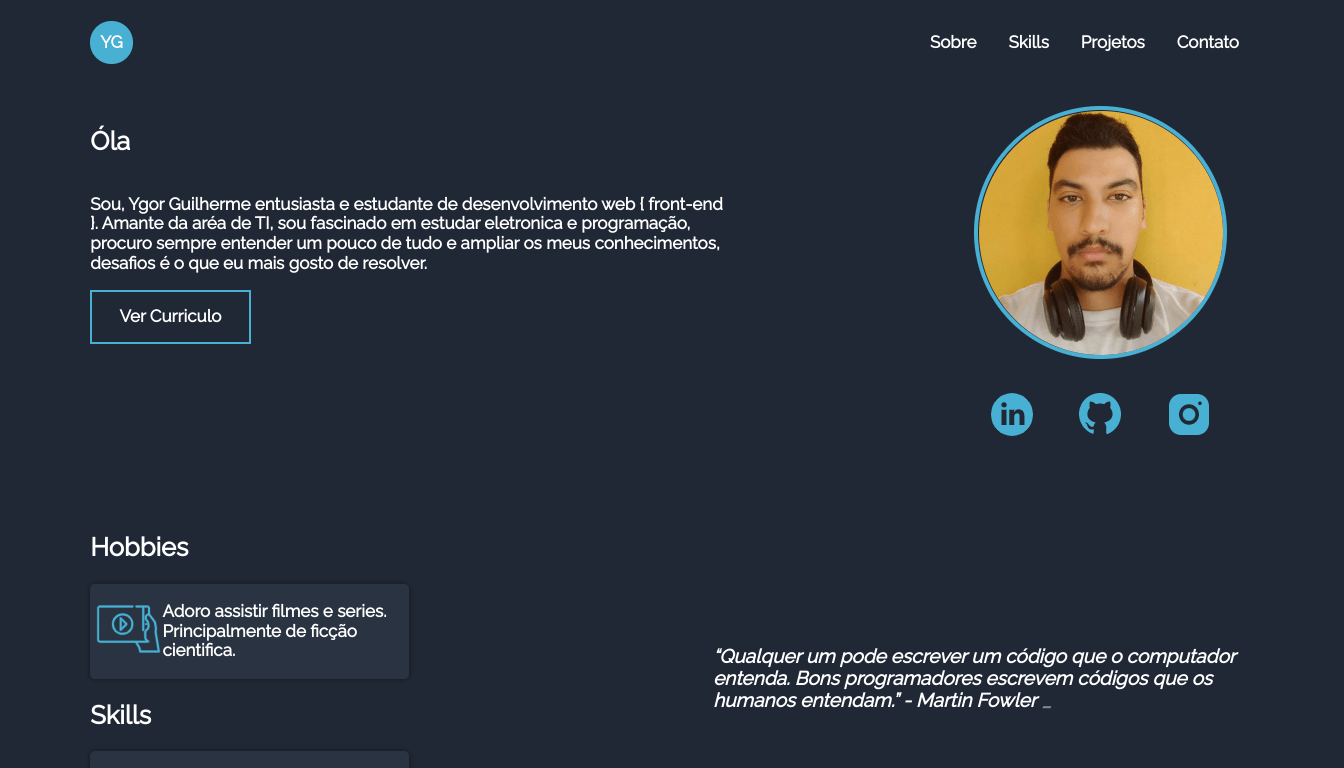 YG
Sobre
Skills
Projetos
Contato
Óla
Sou, Ygor Guilherme entusiasta e estudante de desenvolvimento web { front-end
}. Amante da aréa de TI, sou fascinado em estudar eletronica e programação,
procuro sempre entender um pouco de tudo e ampliar os meus conhecimentos,
desafios é o que eu mais gosto de resolver.
Ver Curriculo
in
Hobbies
Adoro assistir filmes e series.
Principalmente de ficção
cientifica.
“Qualquer um pode escrever um código que o computador
entenda. Bons programadores escrevem códigos que os
humanos entendam.” - Martin Fowler _
Skills